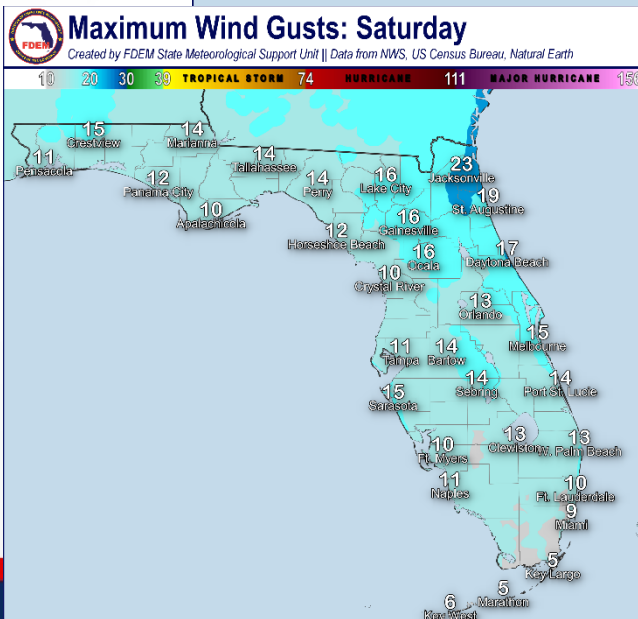 FDEM
Maximum Wind Gusts: Saturday
Created by FDEM State Meteorological Support Unit || Data from NWS, US Census Bureau, Natural Earth
10 20 30 39 TROPICAL STORM 74 HURRICANE 111 MAJOR HURRICANE 150
15
Crestview
14
Marianna
11
Pensacola
14
Tallahassee
12
Panama City
14
Perry
16
Lake City
23
Jacksonville
10
Apalachicola
19
St. Augustine
12
Horseshoe Beach
16
Gainesville
16
Ocala
17
Daytona Beach
10
Crystal River
13
Orlando
11
Tampa
14
Bartow
15
Melbourne
15
Sarasota
14
Sebring
14
Port St. Lucie
10
Ft. Myers
13
Clewiston
13
W. Palm Beach
11
Naples
10
Ft. Lauderdale
9
Miami
5
Key Largo
5
Marathon
6
Key West